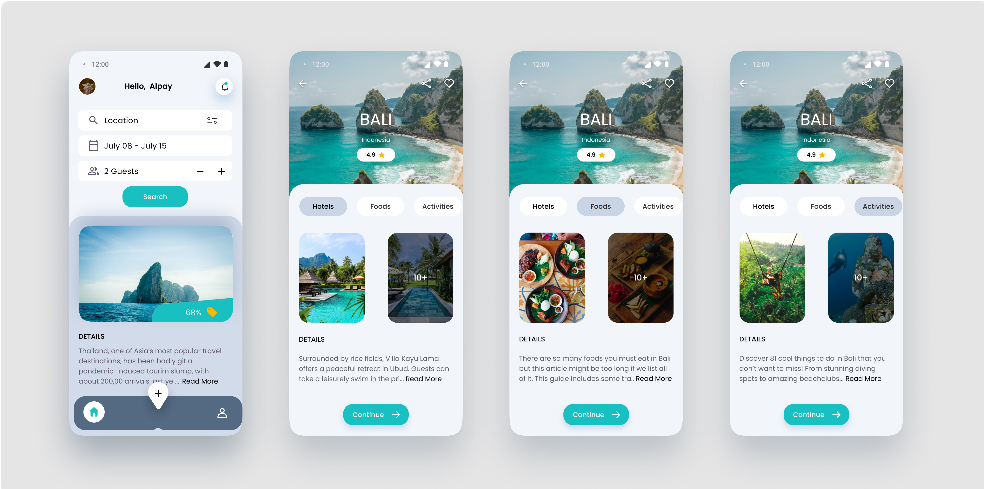 12:00
Hello, Alpay
Location
July 08 - July 15
2 Guests
Search
68%
DETAILS
Thailand, one of Asia's most popular travel
destinations, has been badly git a
pandemic-induced tourism slump, with
about 200,00 arrivals, ... Read More
12:00
BALI
Indonesia
4.9
Hotels Foods Activities
10+
DETAILS
Surrounded by rice fields, Villa Kayu Lama
offers a peaceful retreat in Ubud. Guests can
take a leisurely swim in the pri... Read More
Continue
12:00
BALI
Indonesia
4.9
Hotels Foods Activities
10+
DETAILS
There are so many foods you must eat in Bali
but this article might be too long if we list all
of it. This guide includes some tra.. Read More
Continue
12:00
BALI
Indonesia
4.9
Hotels Foods Activities
10+
DETAILS
Discover 81 cool things to do in Bali that you
don't want to miss! From stunning diving
spots to amazing beachclubs.. Read More
Continue